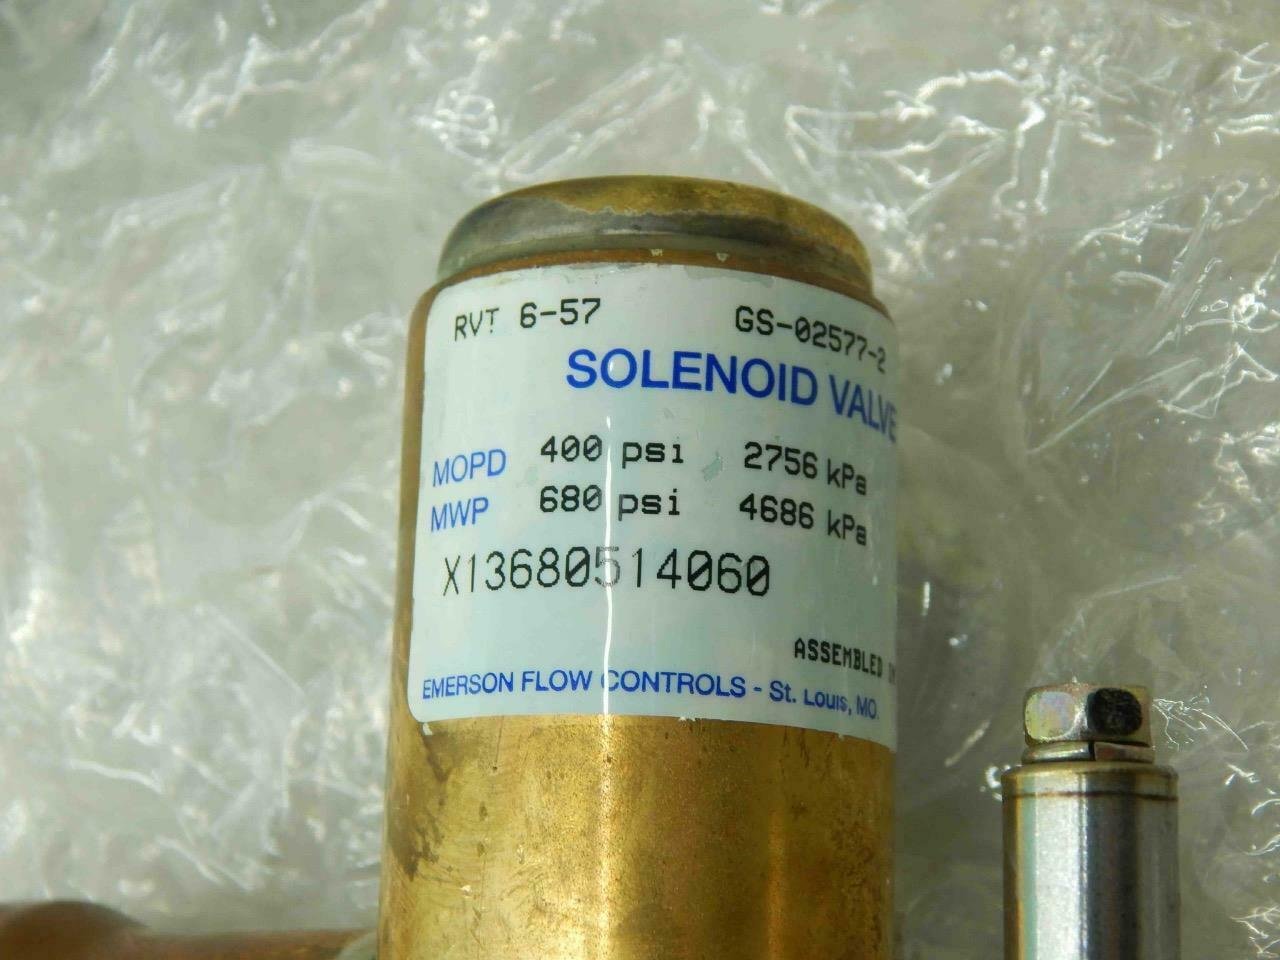 RVT 6-57 GS-02577-2
SOLENOID VALVE
MOPD 400 psi 2756 kPa
MWP 680 psi 4686 kPa
X13680514060
ASSEMBLED
EMERSON FLOW CONTROLS - St. Louis, MO.